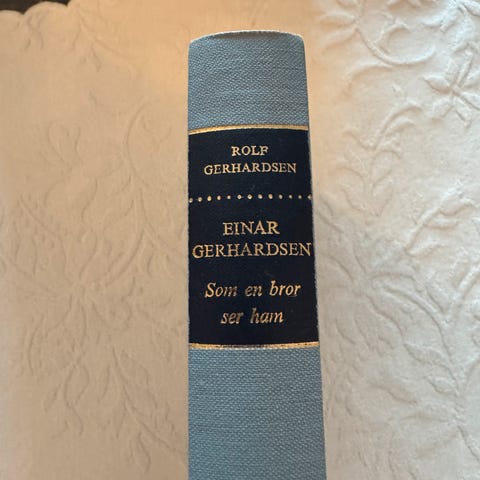 ROLF
GERHARDSEN
EINAR
GERHARDSEN
Som en bror
ser ham